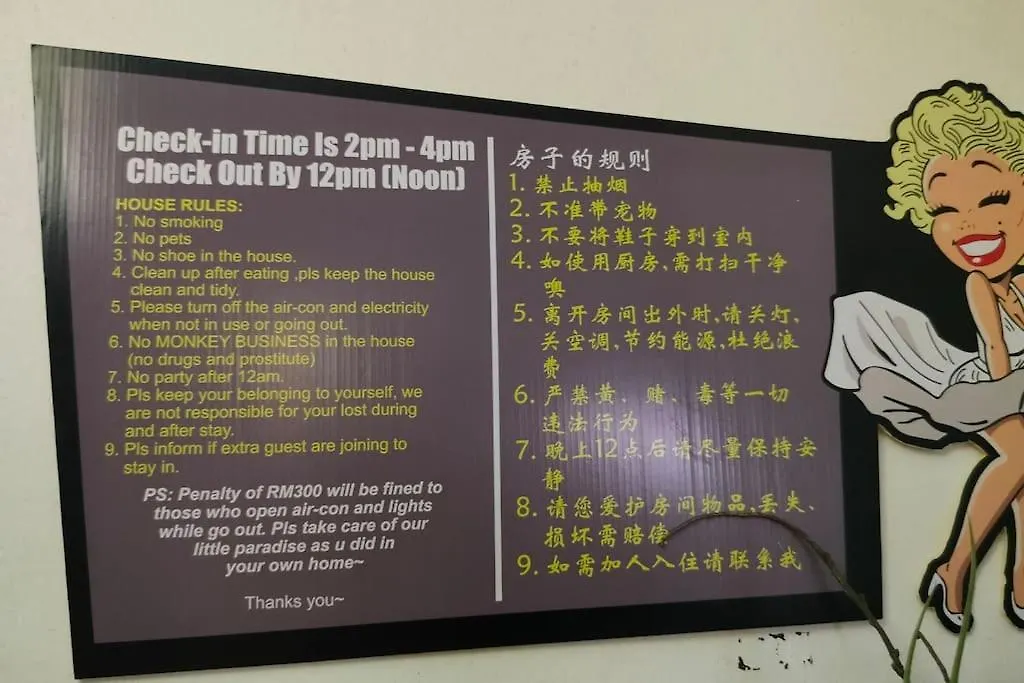 Check-in Time Is 2pm - 4pm
Check Out By 12pm (Noon)
HOUSE RULES:
1. No smoking
2. No pets
3. No shoe in the house.
4. Clean up after eating ,pls keep the house
clean and tidy.
5. Please turn off the air-con and electricity
when not in use or going out.
6. No MONKEY BUSINESS in the house
(no drugs and prostitute)
7. No party after 12am.
8. Pls keep your belonging to yourself, we
are not responsible for your lost during
and after stay.
9. Pls inform if extra guest are joining to
stay in.
PS: Penalty of RM300 will be fined to
those who open air-con and lights
while go out. Pls take care of our
little paradise as u did in
your own home~
Thanks you~
房子的规则
1. 禁止抽烟
2. 不准带宠物
3. 不要将鞋子穿到室内
4. 如使用厨房,需打扫干净
噢
5. 离开房间出外时,请关灯、
关空调,节约能源,杜绝浪
费
6. 严禁黄、赌、毒等一切
违法行为
7. 晚上12点后请尽量保持安
静
8. 请您爱护房间物品,丢失、
损坏需赔偿
9. 如需加人入住请联系我